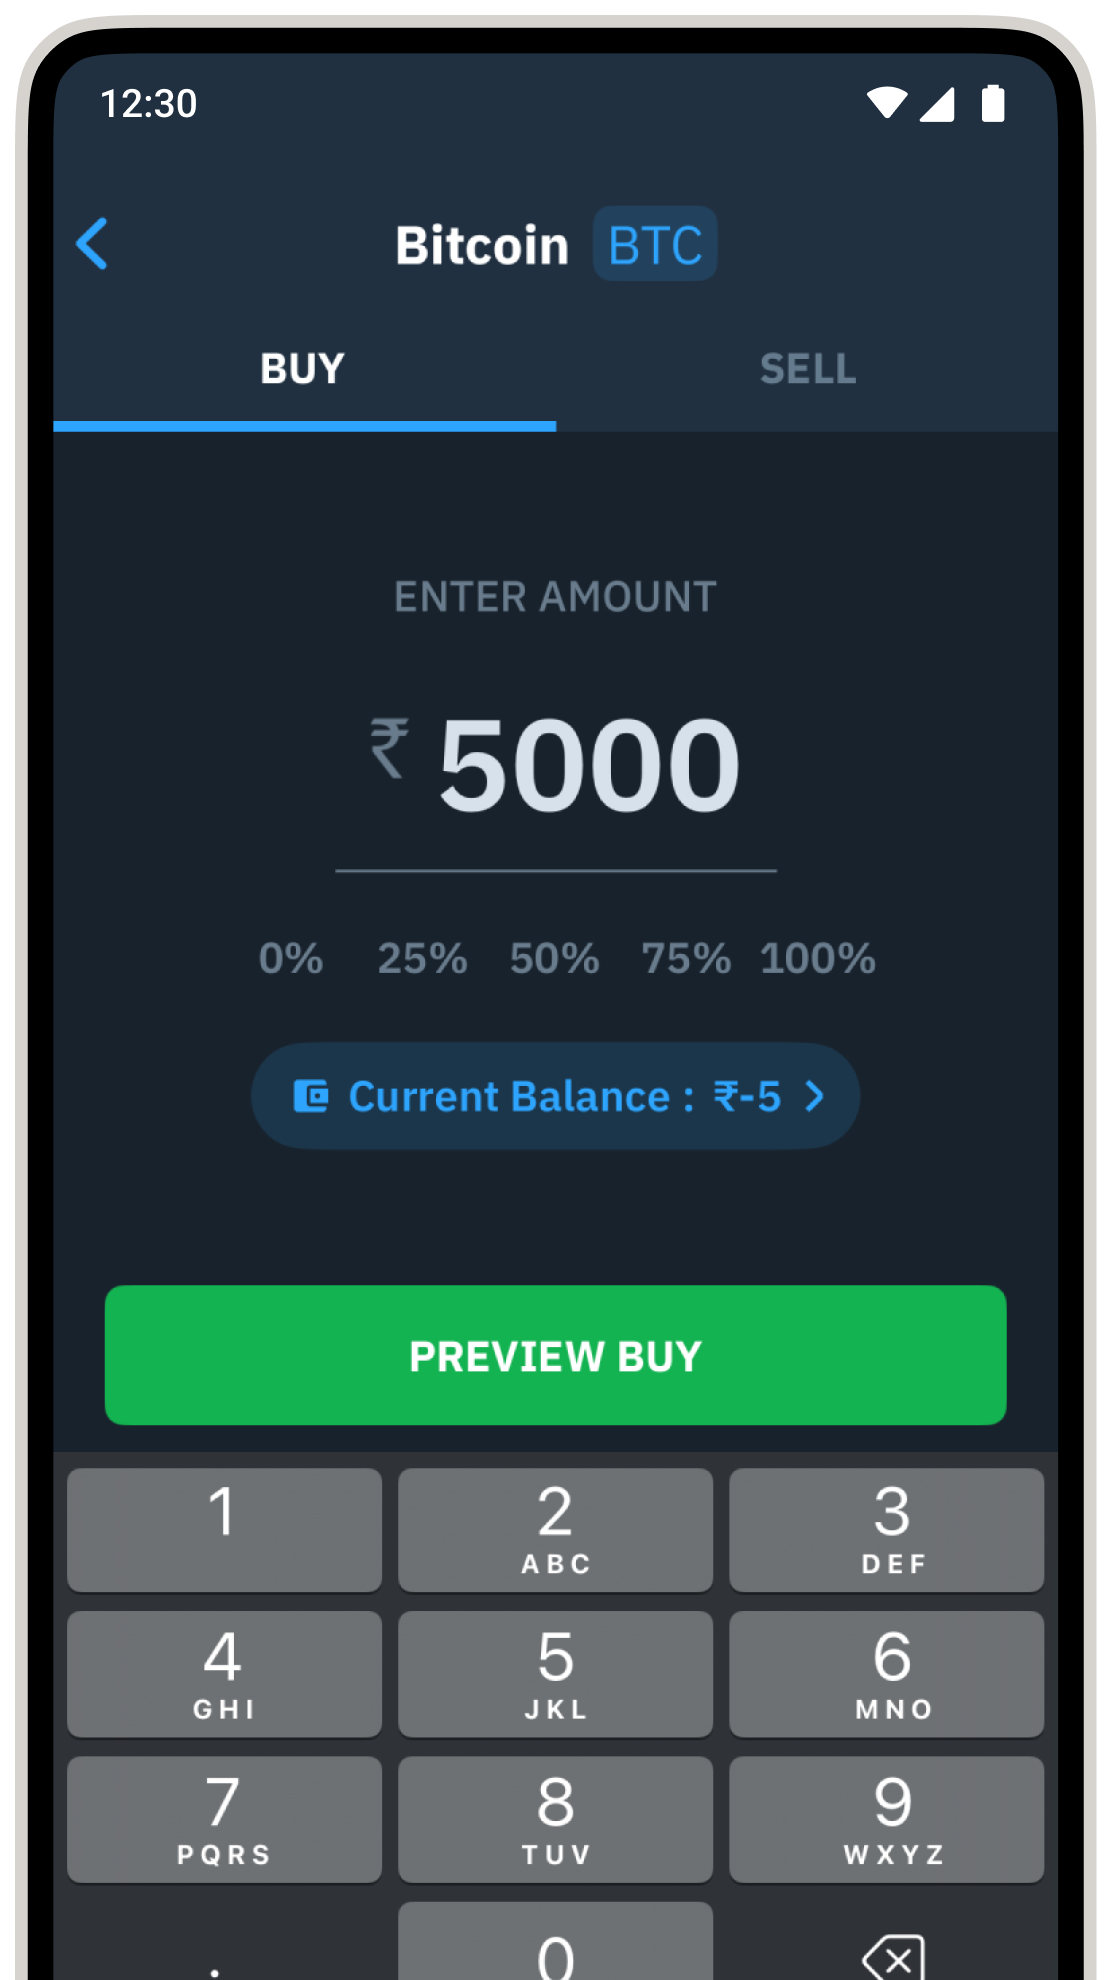 12:30
Bitcoin BTC
BUY SELL
ENTER AMOUNT
₹ 5000
0% 25% 50% 75% 100%
Current Balance : ₹-5
PREVIEW BUY
1 2 3
ABC DEF
4 5 6
GHI JKL MNO
7 8 9
PQRS TUV WXYZ
. 0